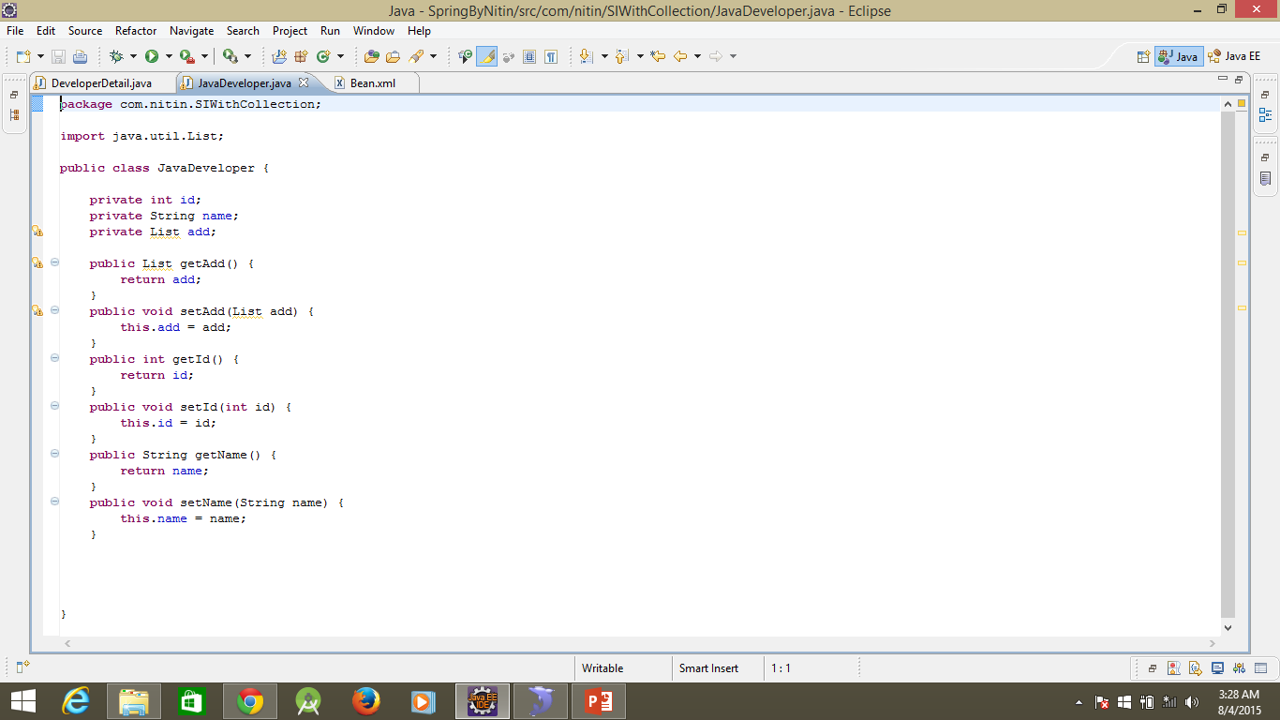 Java - SpringByNitin/src/com/nitin/SIWithCollection/JavaDeveloper.java - Eclipse
File Edit Source Refactor Navigate Search Project Run Window Help
Java Java EE
DeveloperDetail.java JavaDeveloper.java Bean.xml
package com.nitin.SIWithCollection;
import java.util.List;
public class JavaDeveloper {
private int id;
private String name;
private List add;
public List getAdd() {
return add;
}
public void setAdd(List add) {
this.add = add;
}
public int getId() {
return id;
}
public void setId(int id) {
this.id = id;
}
public String getName() {
return name;
}
public void setName(String name) {
this.name = name;
}
}
Writable Smart Insert 1 : 1
3:28 AM
8/4/2015